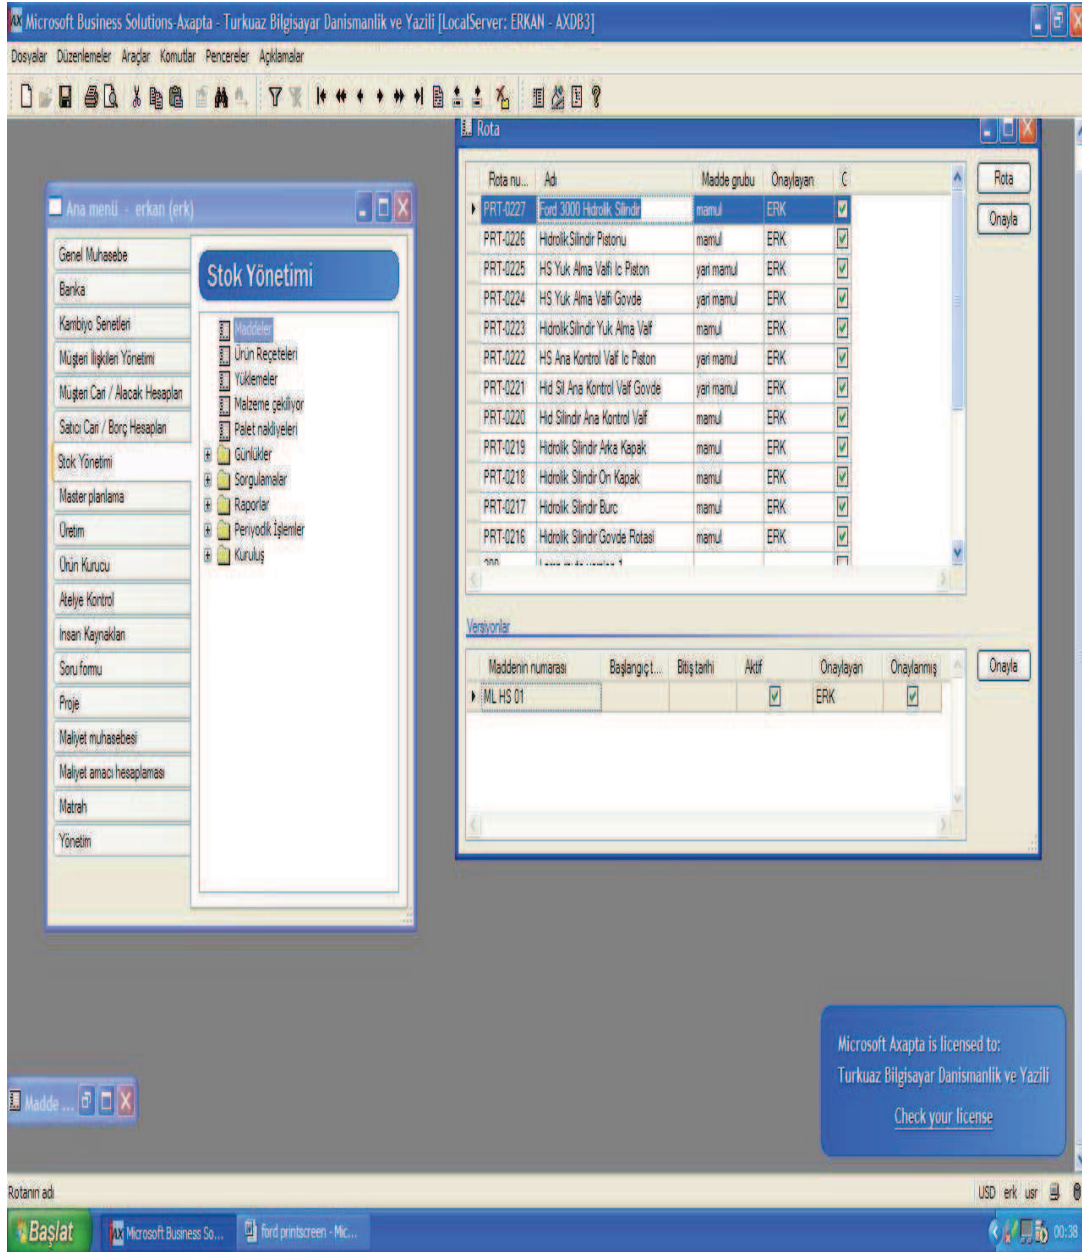 Microsoft Business Solutions-Axapta - Turkuaz Bilgisayar Danismanlik ve Yazili [LocalServer: ERKAN - AXDB3]
Dosyalar Düzenlemeler Araçlar Komutlar Pencereler Açıklamalar
Ana menü - erkan (erk)
Genel Muhasebe
Banka
Kambiyo Senetleri
Müşteri İlişkileri Yönetimi
Müşteri Cari / Alacak Hesapları
Satıcı Cari / Borç Hesapları
Stok Yönetimi
Master planlama
Üretim
Ürün Kurucu
Atelye Kontrol
İnsan Kaynakları
Soru formu
Proje
Maliyet muhasebesi
Maliyet amacı hesaplaması
Matrah
Yönetim
Stok Yönetimi
Maddeler
Ürün Reçeteleri
Yüklemeler
Malzeme çekiliyor
Palet nakliyeleri
Günlükler
Sorgulamalar
Raporlar
Periyodik İşlemler
Kuruluş
Rota
Rota nu... Adı Madde grubu Onaylayan
PRT-0227 Ford 3000 Hidrolik Silindir mamul ERK
PRT-0226 Hidrolik Silindir Pistonu mamul ERK
PRT-0225 HS Yuk Alma Valfi Ic Piston yari mamul ERK
PRT-0224 HS Yuk Alma Valfi Govde yari mamul ERK
PRT-0223 Hidrolik Silindir Yuk Alma Valf mamul ERK
PRT-0222 HS Ana Kontrol Valf Ic Piston yari mamul ERK
PRT-0221 Hid Sil Ana Kontrol Valf Govde yari mamul ERK
PRT-0220 Hid Silindir Ana Kontrol Valf mamul ERK
PRT-0219 Hidrolik Silindir Arka Kapak mamul ERK
PRT-0218 Hidrolik Silindir On Kapak mamul ERK
PRT-0217 Hidrolik Silindir Burc mamul ERK
PRT-0216 Hidrolik Silindir Govde Rotasi mamul ERK
Rota
Onayla
Versiyonlar
Maddenin numarası Başlangıç t... Bitiş tarihi Aktif Onaylayan Onaylanmış
ML HS 01 ERK
Onayla
Microsoft Axapta is licensed to:
Turkuaz Bilgisayar Danismanlik ve Yazili
Check your license
Madde ...
Rotanın adı
USD erk usr
Başlat Microsoft Business So... ford printscreen - Mic... 00:38